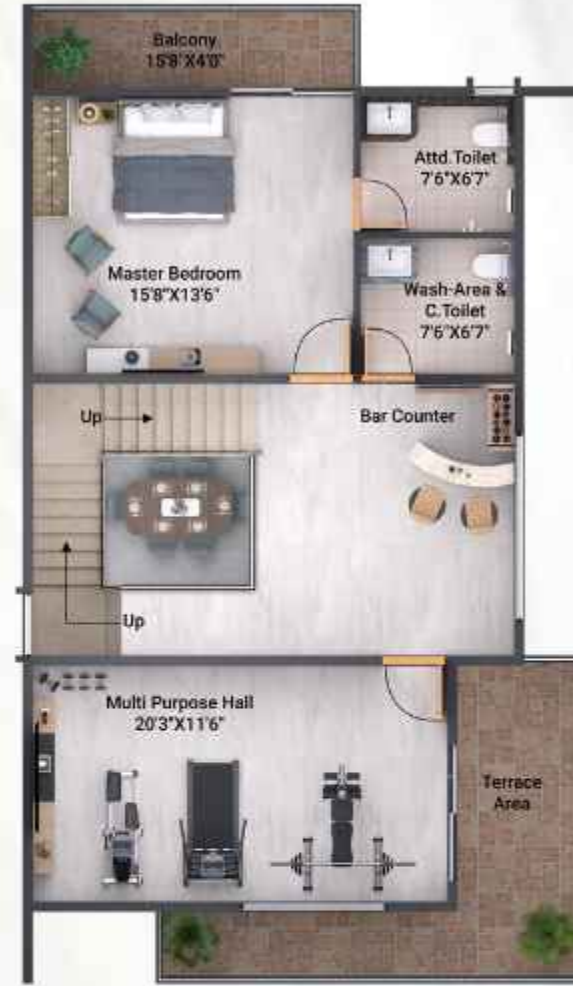 Balcony
15'8"X4'0"
Attd.Toilet
7'6"X6'7"
Master Bedroom
15'8"X13'6"
Wash-Area &
C.Toilet
7'6"X6'7"
Up
Bar Counter
Up
Multi Purpose Hall
20'3"X11'6"
Terrace
Area